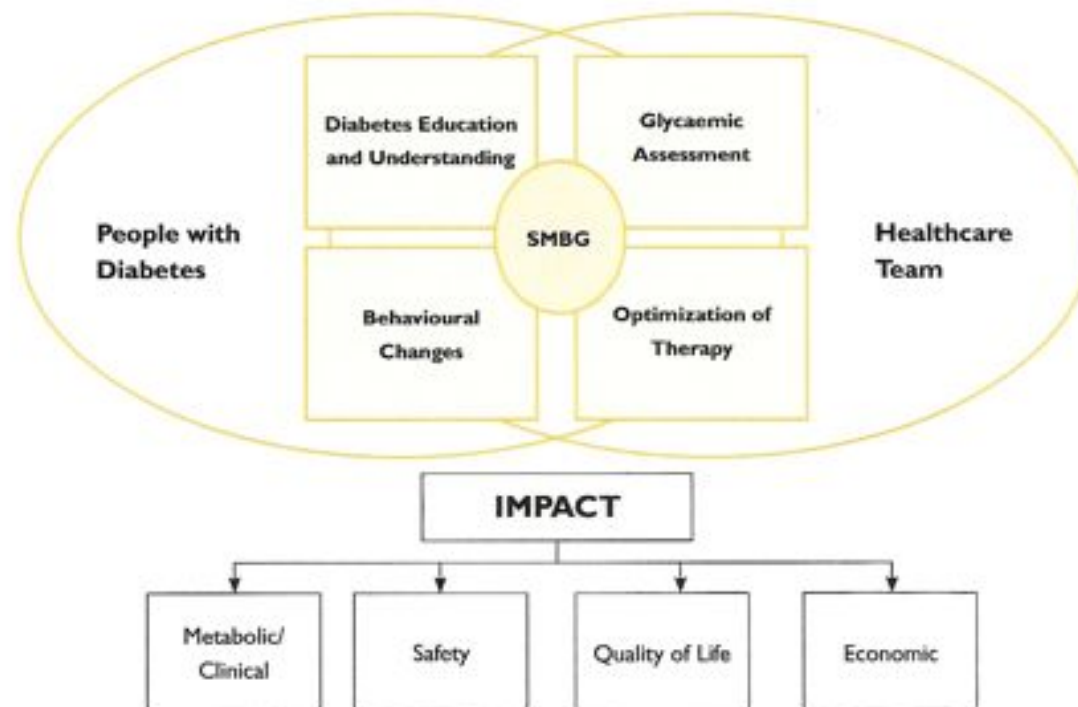 Diabetes Education
and Understanding
Glycaemic
Assessment
People with
Diabetes
SMBG
Healthcare
Team
Behavioural
Changes
Optimization of
Therapy
IMPACT
Metabolic/
Clinical
Safety
Quality of Life
Economic